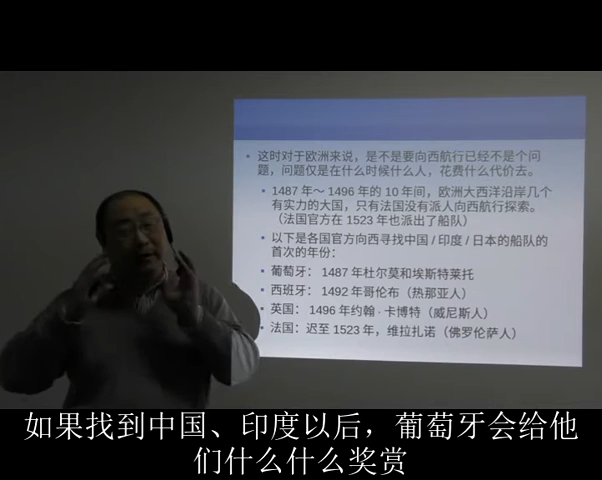 这时对于欧洲来说，是不是要向西航行已经不是个问
题，问题仅是在什么时候什么人，花费什么代价去。
1487 年～ 1496 年的 10 年间，欧洲大西洋沿岸几个
有实力的大国，只有法国没有派人向西航行探索。
（法国官方在 1523 年也派出了船队）
以下是各国官方向西寻找中国 / 印度 / 日本的船队的
首次的年份：
葡萄牙： 1487 年杜尔莫和埃斯特莱托
西班牙： 1492 年哥伦布（热那亚人）
英国： 1496 年约翰 · 卡博特（威尼斯人）
法国：迟至 1523 年，维拉扎诺（佛罗伦萨人）
如果找到中国、印度以后，葡萄牙会给他
们什么什么奖赏